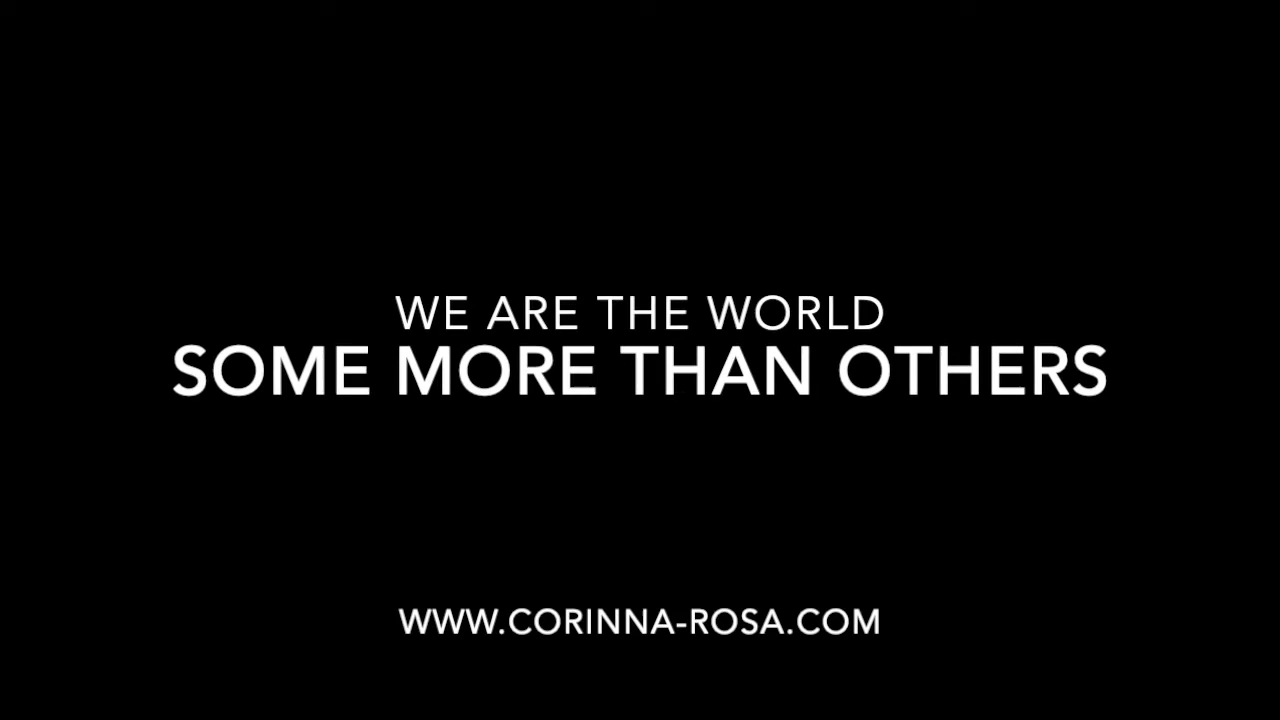 WE ARE THE WORLD
SOME MORE THAN OTHERS
WWW.CORINNA-ROSA.COM